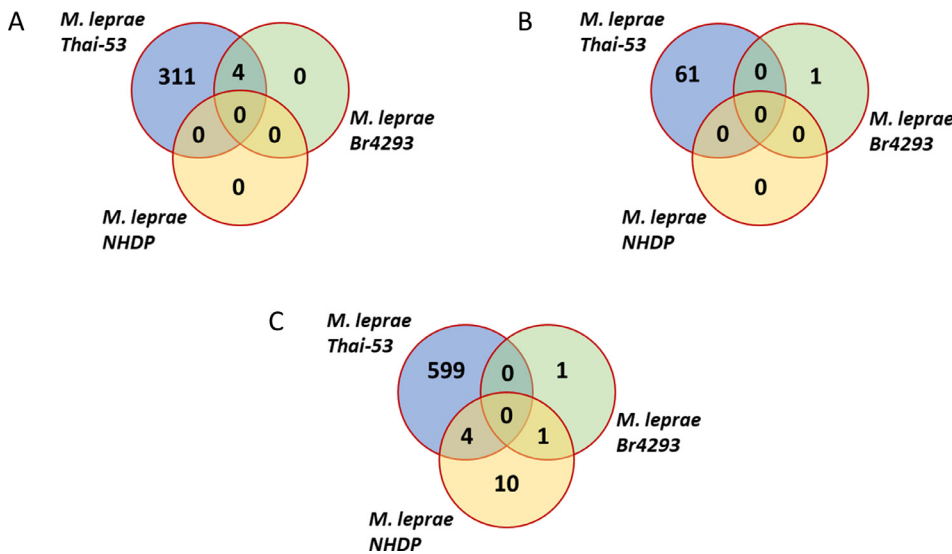 A
M. leprae
Thai-53
311
4
0
0
0
0
M. leprae
Br4293
0
M. leprae
NHDP
B
M. leprae
Thai-53
61
0
1
0
0
0
M. leprae
Br4293
0
M. leprae
NHDP
C
M. leprae
Thai-53
599
0
1
0
4
1
M. leprae
Br4293
10
M. leprae
NHDP